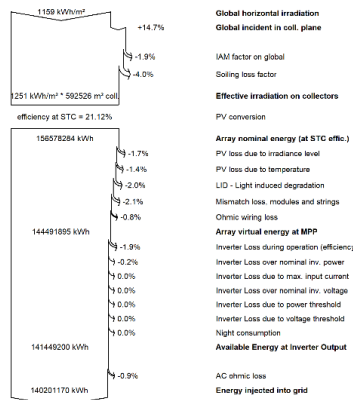 1159 kWh/m² Global horizontal irradiation
+14.7% Global incident in coll. plane
-1.9% IAM factor on global
-4.0% Soiling loss factor
1251 kWh/m² * 592526 m² coll. Effective irradiation on collectors
efficiency at STC = 21.12% PV conversion
156578284 kWh Array nominal energy (at STC effic.)
-1.7% PV loss due to irradiance level
-1.4% PV loss due to temperature
-2.0% LID - Light induced degradation
-2.1% Mismatch loss, modules and strings
-0.8% Ohmic wiring loss
144491895 kWh Array virtual energy at MPP
-1.9% Inverter Loss during operation (efficiency
-0.2% Inverter Loss over nominal inv. power
0.0% Inverter Loss due to max. input current
0.0% Inverter Loss over nominal inv. voltage
0.0% Inverter Loss due to power threshold
0.0% Inverter Loss due to voltage threshold
0.0% Night consumption
141449200 kWh Available Energy at Inverter Output
-0.9% AC ohmic loss
140201170 kWh Energy injected into grid